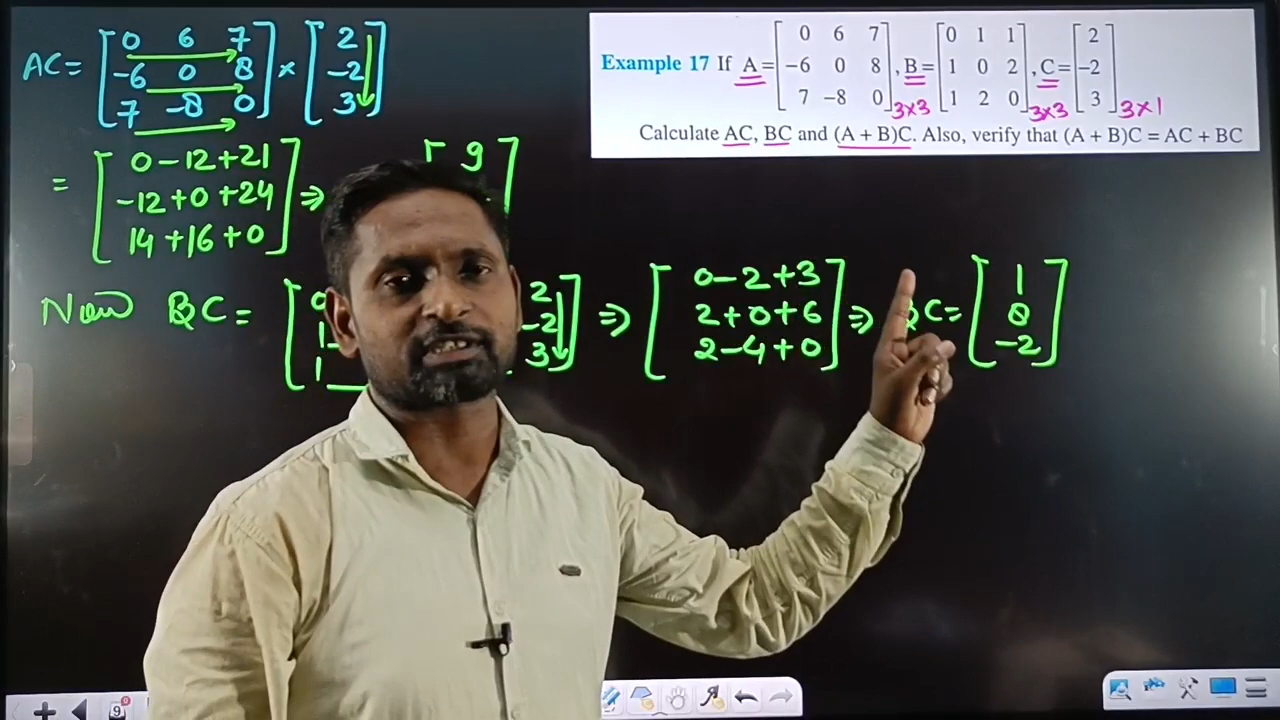 AC = [ 0 6 7 ] × [ 2 ]
[ -6 0 8 ] [ -2 ]
[ 7 -8 0 ] [ 3 ]
= [ 0-12+21 ] ⇒ [ 9 ]
[ -12+0+24 ]
[ 14+16+0 ]
Example 17 If A = [ 0 6 7 ] , B = [ 0 1 1 ] , C = [ 2 ]
[ -6 0 8 ] [ 1 0 2 ] [ -2 ]
[ 7 -8 0 ] 3×3 [ 1 2 0 ] 3×3 [ 3 ] 3×1
Calculate AC, BC and (A + B)C. Also, verify that (A + B)C = AC + BC
Now BC = [ 0 2 ] ⇒ [ 0-2+3 ] ⇒ BC = [ 1 ]
[ 1 -2 ] [ 2+0+6 ] [ 8 ]
[ 1 3 ] [ 2-4+0 ] [ -2 ]